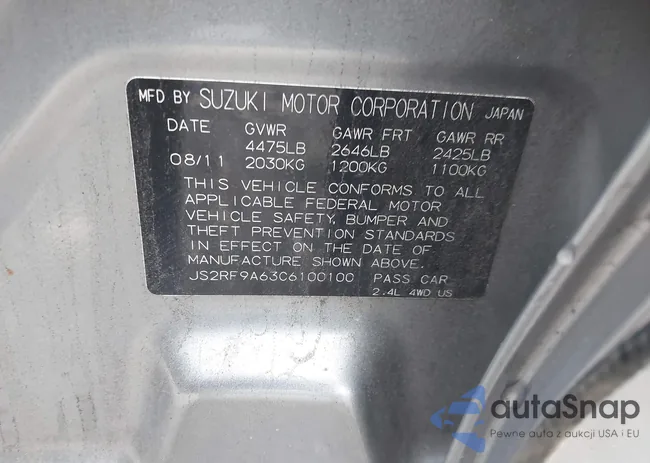 MFD BY SUZUKI MOTOR CORPORATION JAPAN
DATE GVWR GAWR FRT GAWR RR
4475LB 2646LB 2425LB
08/11 2030KG 1200KG 1100KG
THIS VEHICLE CONFORMS TO ALL
APPLICABLE FEDERAL MOTOR
VEHICLE SAFETY, BUMPER AND
THEFT PREVENTION STANDARDS
IN EFFECT ON THE DATE OF
MANUFACTURE SHOWN ABOVE.
JS2RF9A63C6100100 PASS CAR
2.4L 4WD US
autaSnap
Pewne auta z aukcji USA i EU